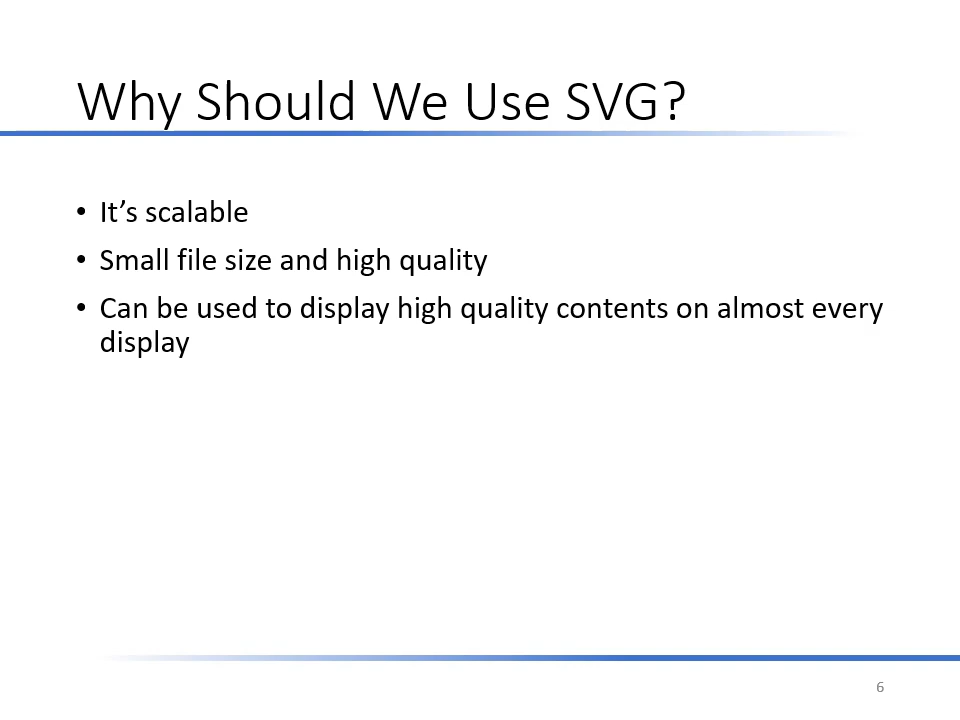 Why Should We Use SVG?
• It’s scalable
• Small file size and high quality
• Can be used to display high quality contents on almost every
display
6